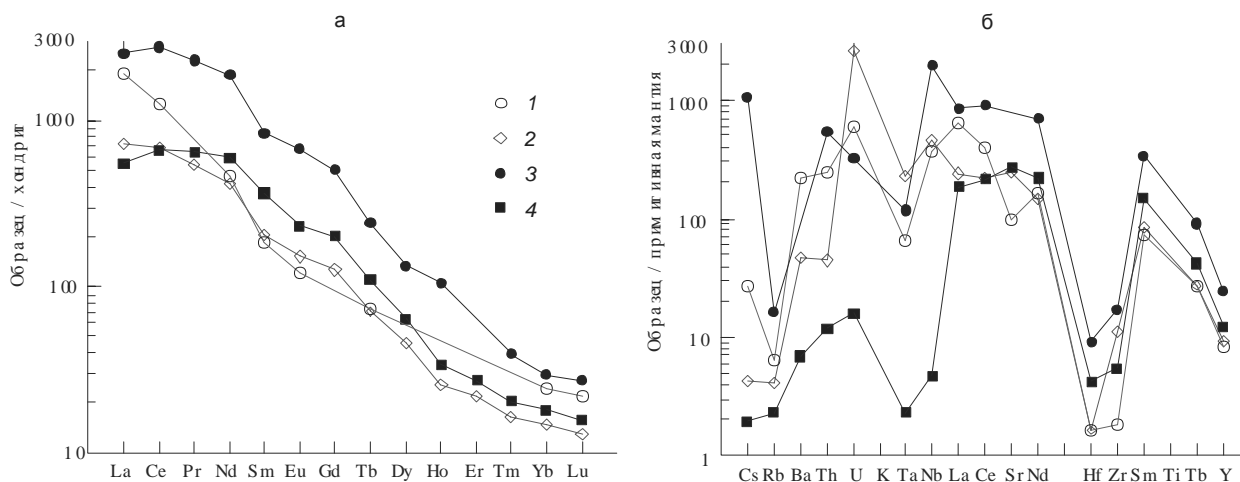 а
Образец / хондрит
3000
1000
100
10
La Ce Pr Nd Sm Eu Gd Tb Dy Ho Er Tm Yb Lu
1
2
3
4
б
Образец / примитивная мантия
3000
1000
100
10
1
Cs Rb Ba Th U K Ta Nb La Ce Sr Nd Hf Zr Sm Ti Tb Y